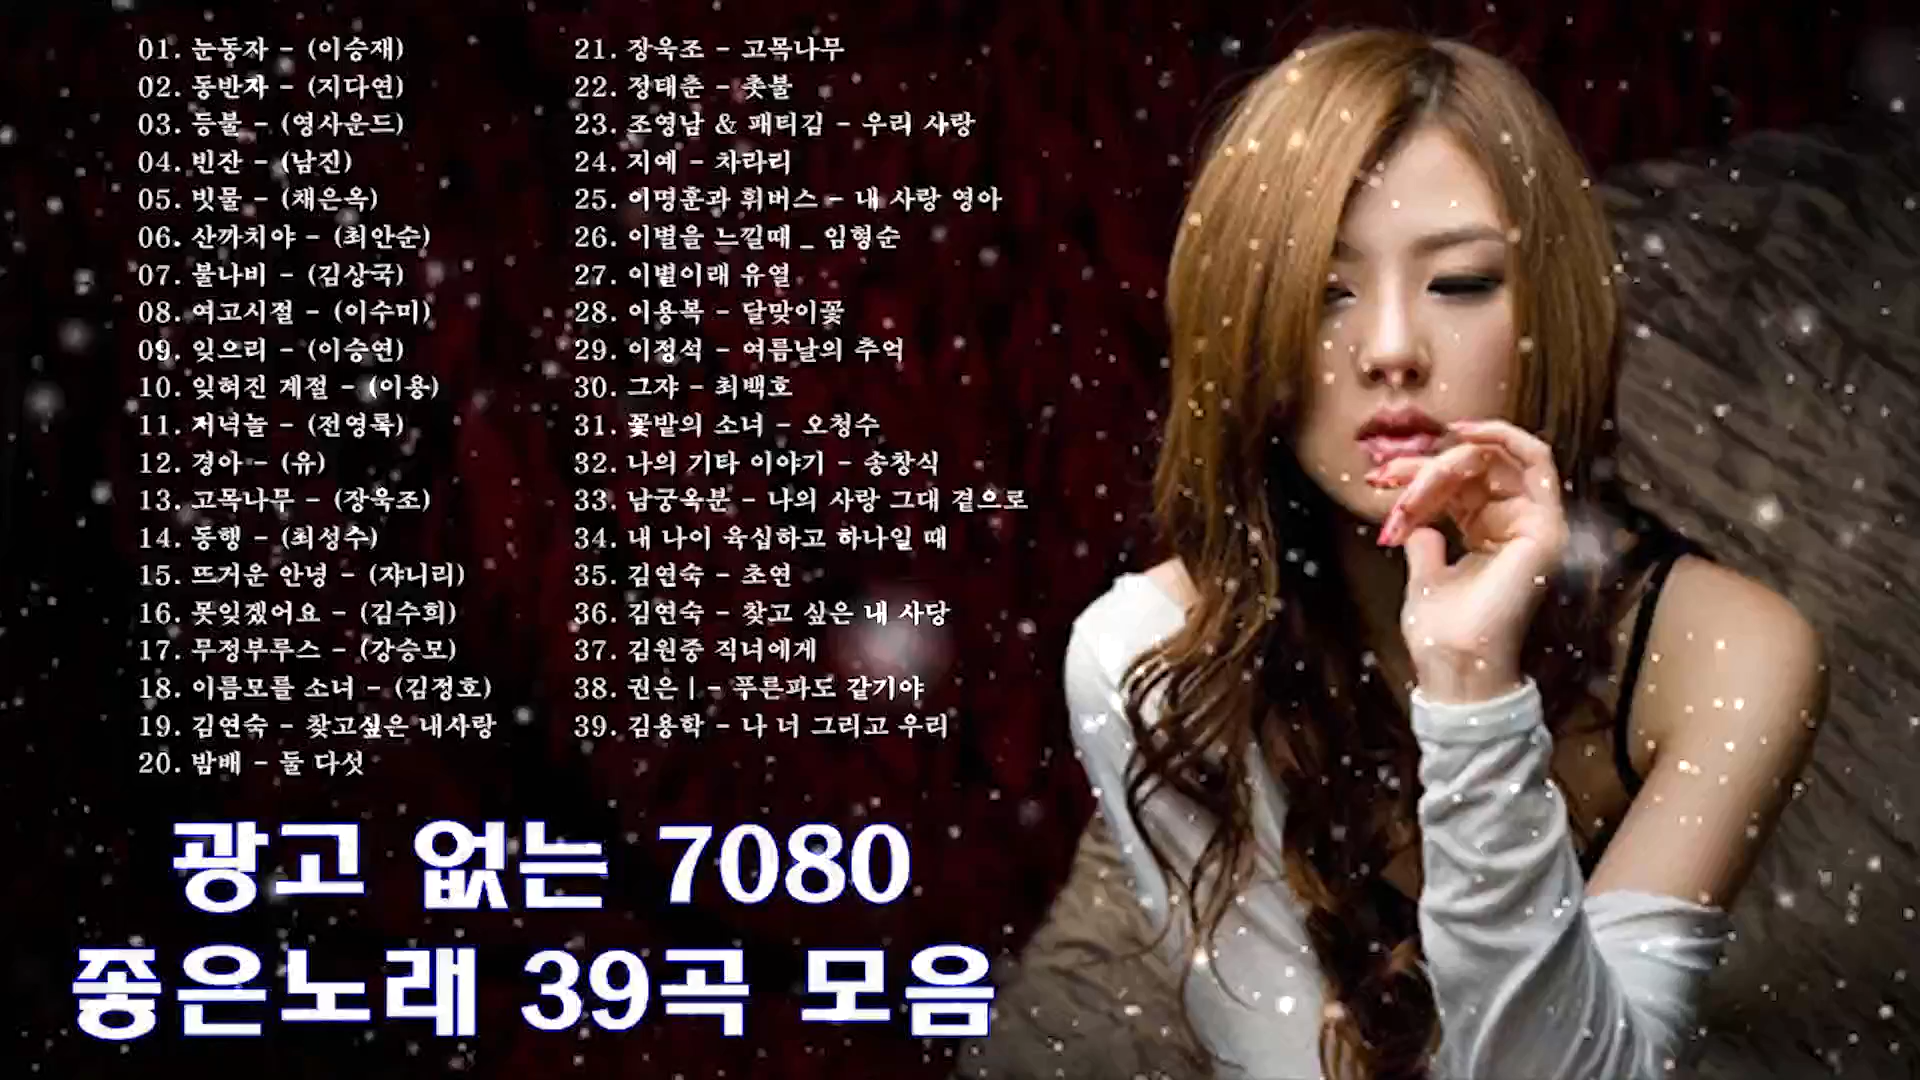 01. 눈동자 - (이승재)
02. 동반자 - (지다연)
03. 등불 - (영사운드)
04. 빈잔 - (남진)
05. 빗물 - (채은옥)
06. 산까치야 - (최안순)
07. 불나비 - (김상국)
08. 여고시절 - (이수미)
09. 잊으리 - (이승연)
10. 잊혀진 계절 - (이용)
11. 저녁놀 - (전영록)
12. 경아 - (유)
13. 고목나무 - (장욱조)
14. 동행 - (최성수)
15. 뜨거운 안녕 - (쟈니리)
16. 못잊겠어요 - (김수희)
17. 무정부루스 - (강승모)
18. 이름모를 소녀 - (김정호)
19. 김연숙 - 찾고싶은 내사랑
20. 밤배 - 둘 다섯
21. 장욱조 - 고목나무
22. 정태춘 - 촛불
23. 조영남 & 패티김 - 우리 사랑
24. 지예 - 차라리
25. 이명훈과 휘버스 - 내 사랑 영아
26. 이별을 느낄때 _ 임형순
27. 이별이래 유열
28. 이용복 - 달맞이꽃
29. 이정석 - 여름날의 추억
30. 그쟈 - 최백호
31. 꽃밭의 소녀 - 오청수
32. 나의 기타 이야기 - 송창식
33. 남궁옥분 - 나의 사랑 그대 곁으로
34. 내 나이 육십하고 하나일 때
35. 김연숙 - 초연
36. 김연숙 - 찾고 싶은 내 사당
37. 김원중 직녀에게
38. 권은 | - 푸른파도 같기야
39. 김용학 - 나 너 그리고 우리
광고 없는 7080
좋은노래 39곡 모음